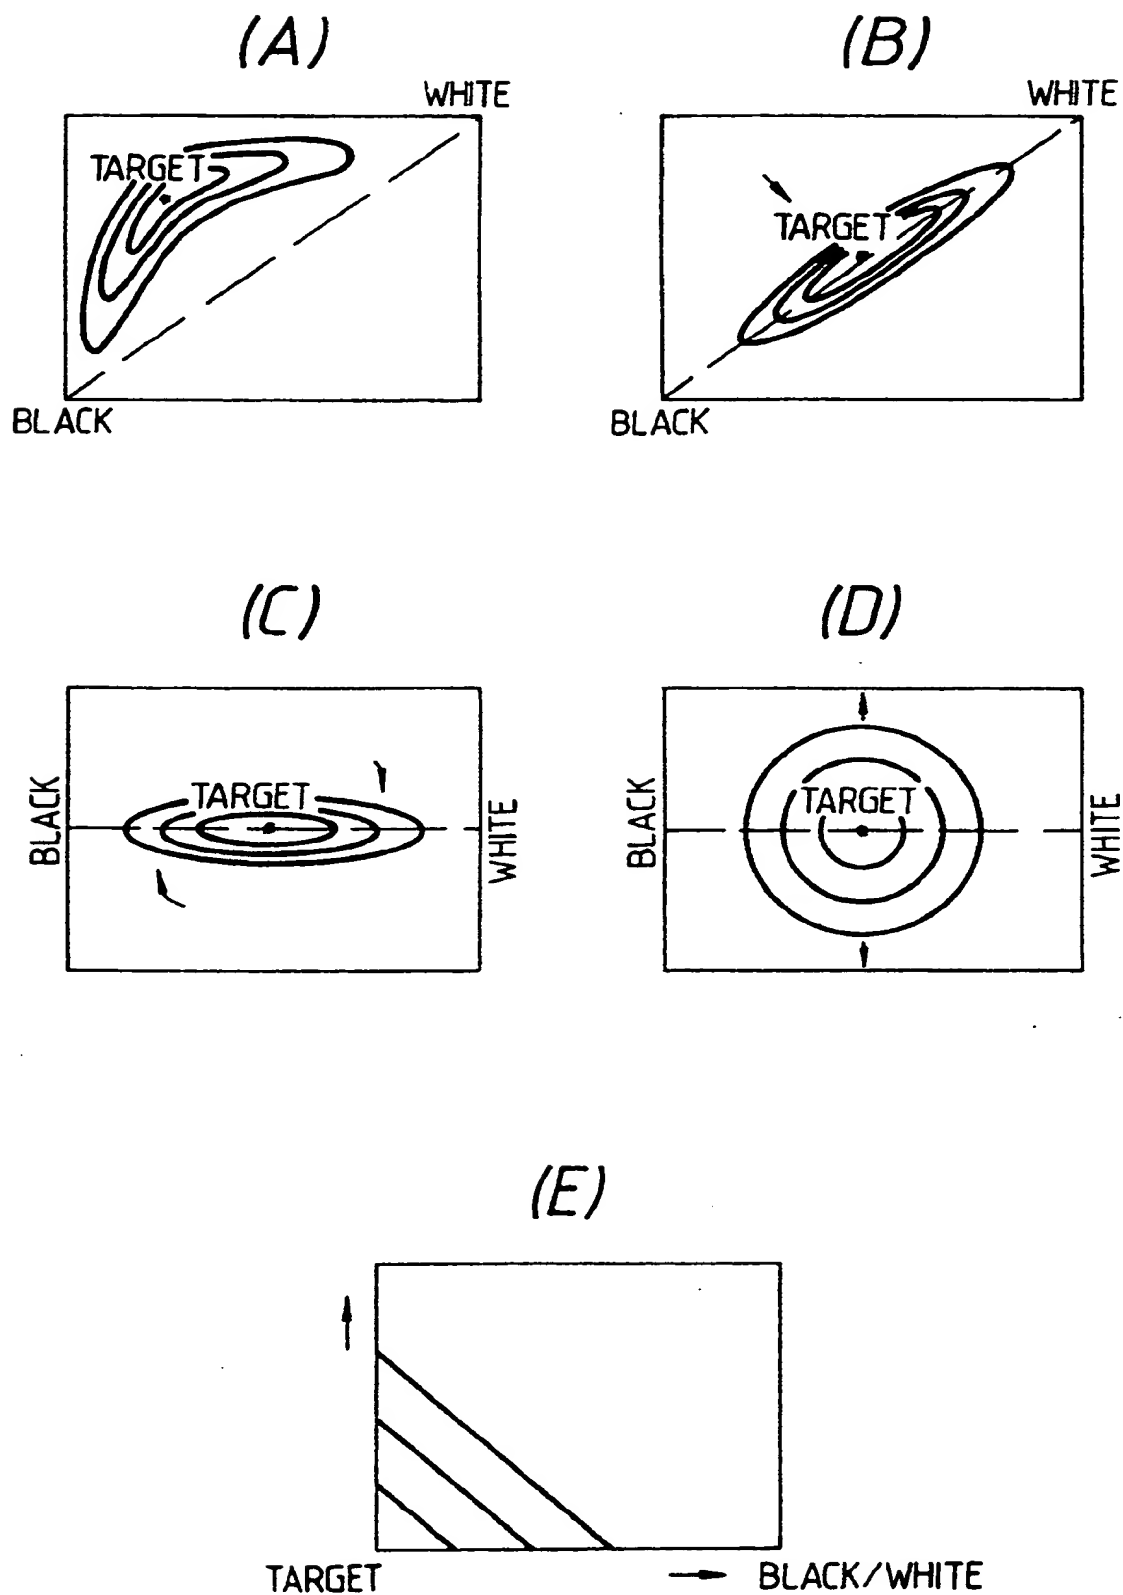 (A)
(B)
WHITE
WHITE
TARGET
TARGET
BLACK
BLACK
(C)
(D)
BLACK
TARGET
WHITE
BLACK
TARGET
WHITE
(E)
TARGET
BLACK/WHITE